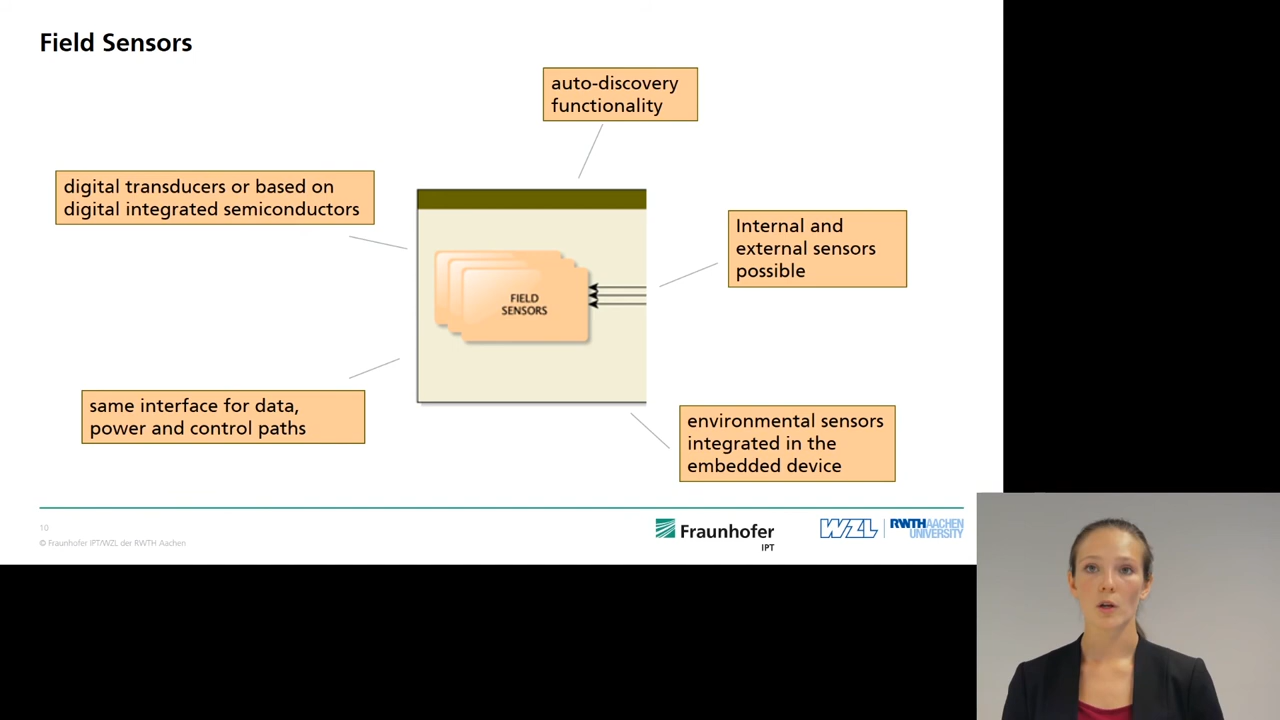 Field Sensors
auto-discovery
functionality
digital transducers or based on
digital integrated semiconductors
Internal and
external sensors
possible
FIELD
SENSORS
same interface for data,
power and control paths
environmental sensors
integrated in the
embedded device
10
© Fraunhofer IPT/WZL der RWTH Aachen
Fraunhofer
IPT
WZL
RWTH AACHEN
UNIVERSITY